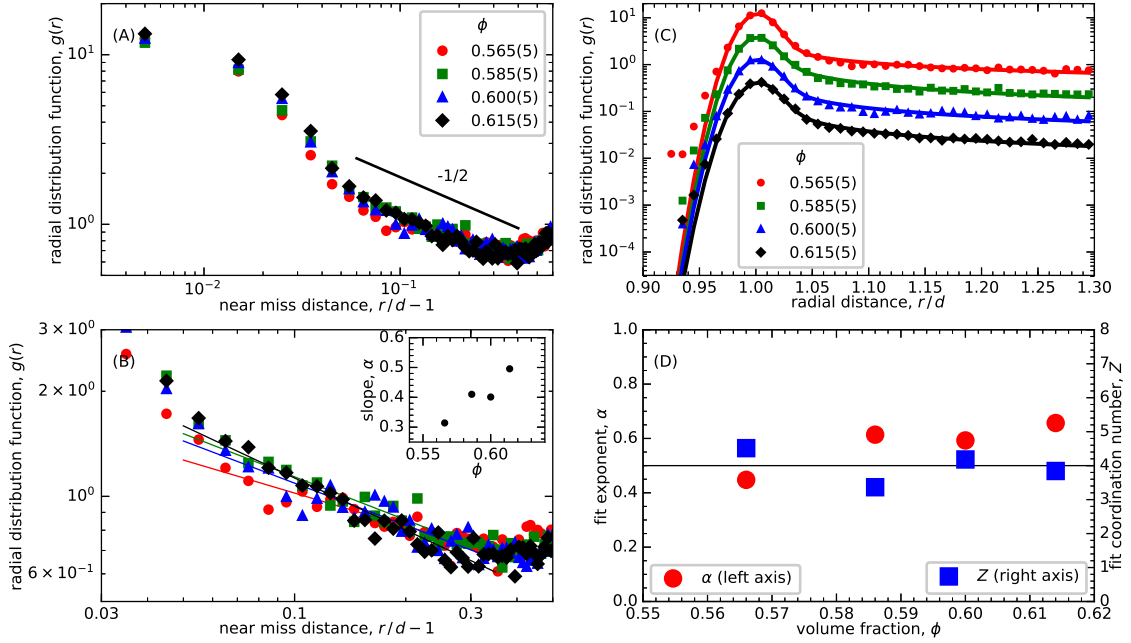 (A)
radial distribution function, g(r)
10¹
10⁰
ϕ
0.565(5)
0.585(5)
0.600(5)
0.615(5)
-1/2
10⁻² 10⁻¹
near miss distance, r/d − 1
(C)
radial distribution function, g(r)
10¹
10⁰
10⁻¹
10⁻²
10⁻³
10⁻⁴
ϕ
0.565(5)
0.585(5)
0.600(5)
0.615(5)
0.90 0.95 1.00 1.05 1.10 1.15 1.20 1.25 1.30
radial distance, r/d
(B)
radial distribution function, g(r)
3 × 10⁰
2 × 10⁰
10⁰
6 × 10⁻¹
slope, α
0.6
0.5
0.4
0.3
0.55 0.60
ϕ
0.03 0.1 0.3
near miss distance, r/d − 1
(D)
fit exponent, α
1.0
0.8
0.6
0.4
0.2
0.0
fit coordination number, Z
8
7
6
5
4
3
2
1
0
α (left axis)
Z (right axis)
0.55 0.56 0.57 0.58 0.59 0.60 0.61 0.62
volume fraction, ϕ